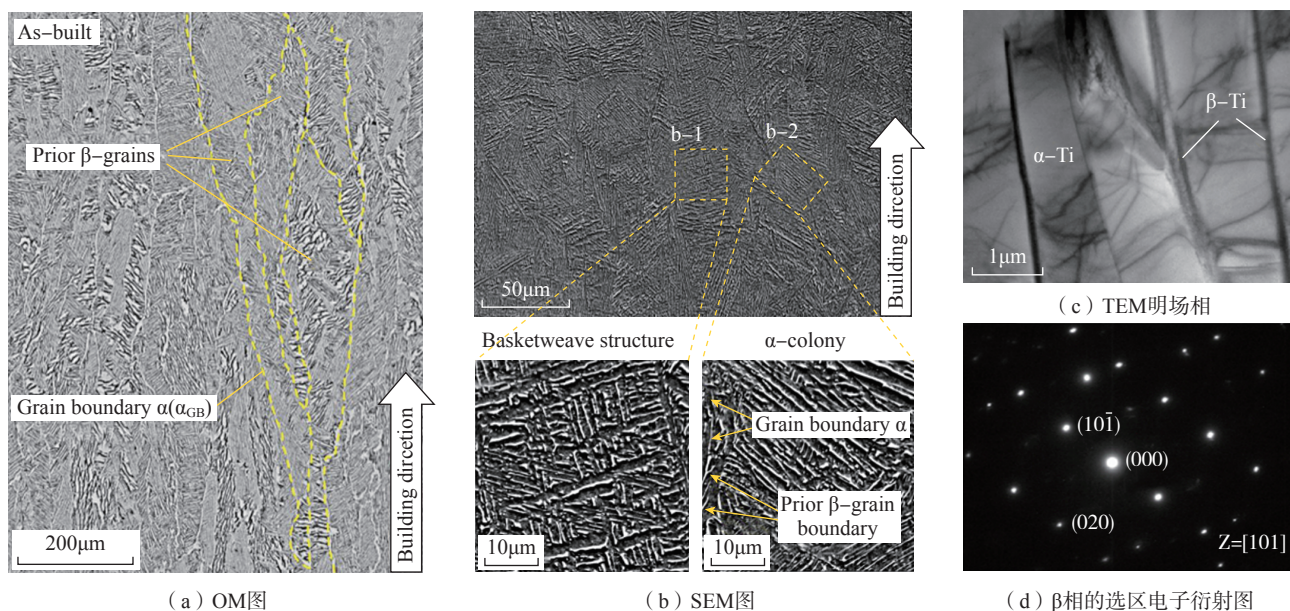 As-built
Prior β-grains
Grain boundary α(α_GB)
Building dircetion
200μm
(a)OM图
b-1
b-2
Building dircetion
50μm
Basketweave structure
α-colony
Grain boundary α
Prior β-grain
boundary
10μm
10μm
(b)SEM图
β-Ti
α-Ti
1μm
(c)TEM明场相
(101̄)
(000)
(020)
Z=[101]
(d)β相的选区电子衍射图